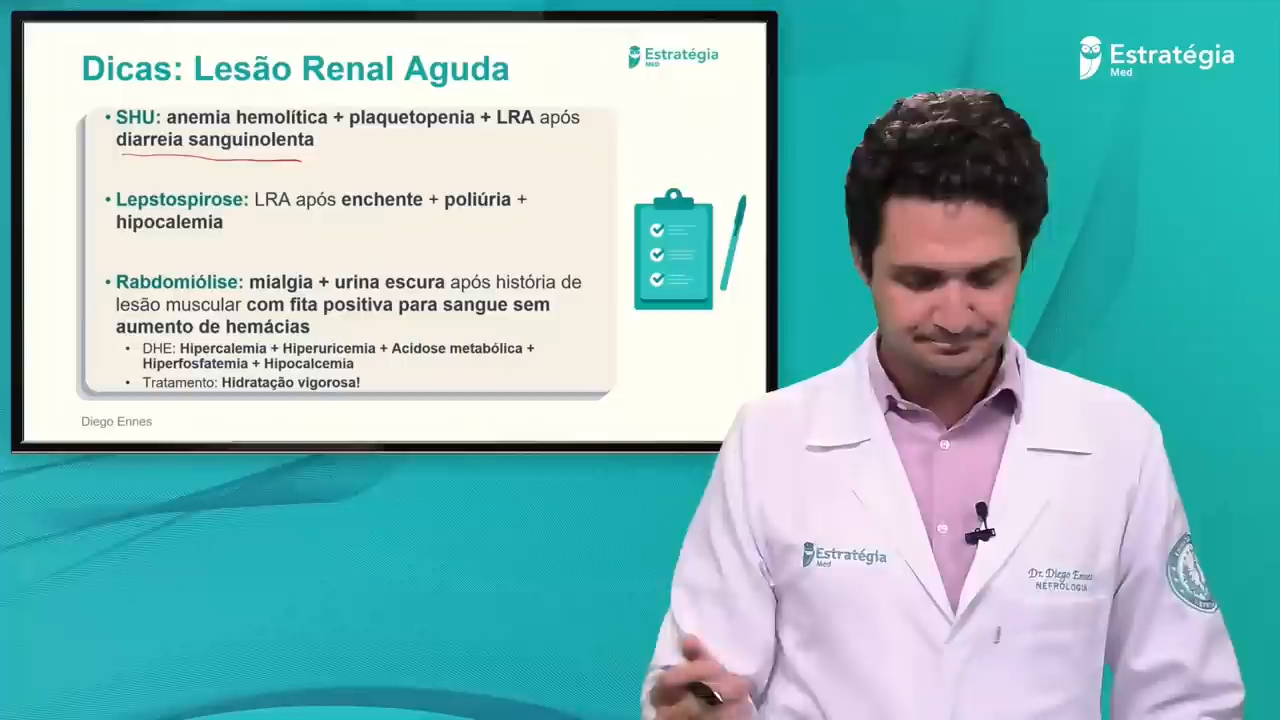 Dicas: Lesão Renal Aguda
Estratégia
MED
• SHU: anemia hemolítica + plaquetopenia + LRA após
diarreia sanguinolenta
• Lepstospirose: LRA após enchente + poliúria +
hipocalemia
• Rabdomiólise: mialgia + urina escura após história de
lesão muscular com fita positiva para sangue sem
aumento de hemácias
• DHE: Hipercalemia + Hiperuricemia + Acidose metabólica +
Hiperfosfatemia + Hipocalcemia
• Tratamento: Hidratação vigorosa!
Diego Ennes
Estratégia
Med
Estratégia
Med
Dr. Diego Ennes
NEFROLOGIA